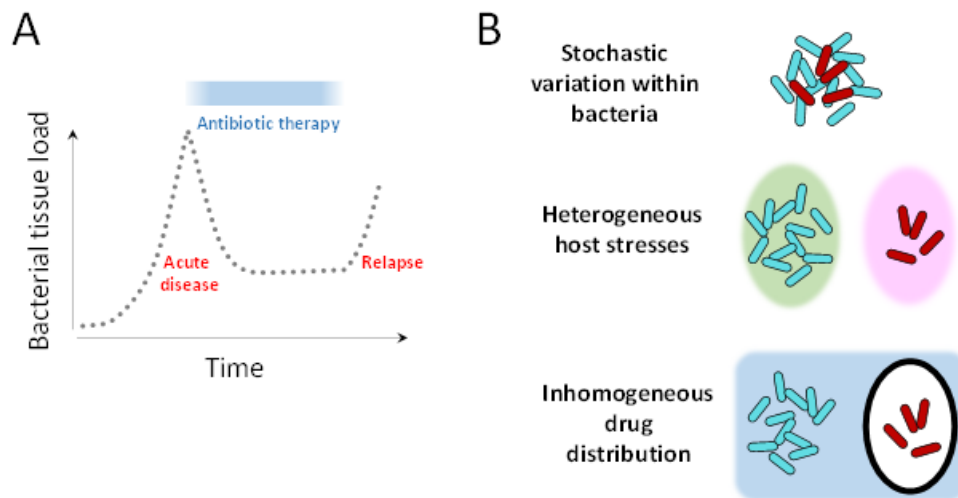 A
Antibiotic therapy
Bacterial tissue load
Acute
disease
Relapse
Time
B
Stochastic
variation within
bacteria
Heterogeneous
host stresses
Inhomogeneous
drug
distribution